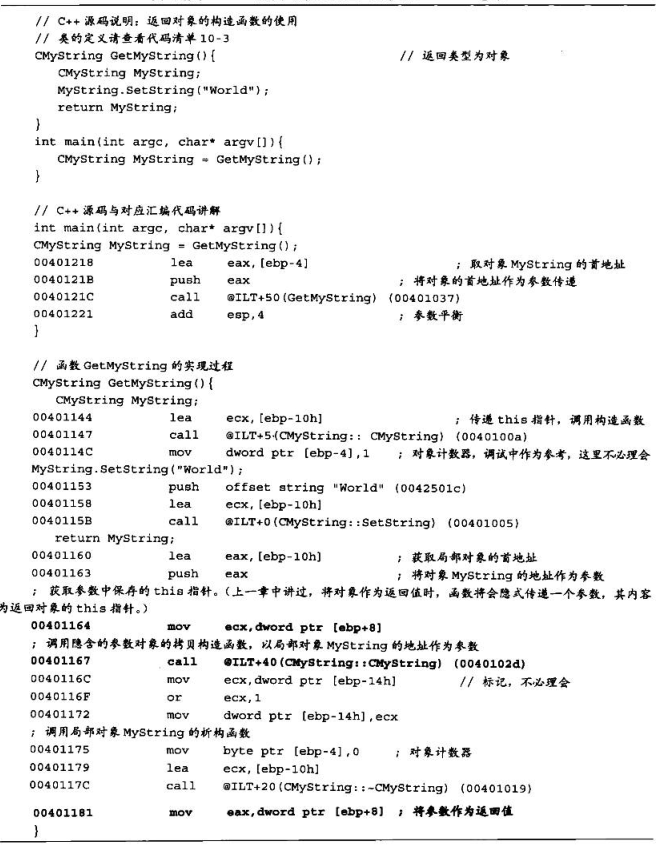 // C++ 源码说明：返回对象的构造函数的使用
// 类的定义请查看代码清单 10-3
CMyString GetMyString(){ // 返回类型为对象
CMyString MyString;
MyString.SetString("World");
return MyString;
}
int main(int argc, char* argv[]){
CMyString MyString = GetMyString();
}
// C++ 源码与对应汇编代码讲解
int main(int argc, char* argv[]){
CMyString MyString = GetMyString();
00401218 lea eax,[ebp-4] ; 取对象 MyString 的首地址
0040121B push eax ; 将对象的首地址作为参数传递
0040121C call @ILT+50(GetMyString) (00401037)
00401221 add esp,4 ; 参数平衡
}
// 函数 GetMyString 的实现过程
CMyString GetMyString(){
CMyString MyString;
00401144 lea ecx,[ebp-10h] ; 传递 this 指针，调用构造函数
00401147 call @ILT+5(CMyString:: CMyString) (0040100a)
0040114C mov dword ptr [ebp-4],1 ; 对象计数器，调试中作为参考，这里不必理会
MyString.SetString("World");
00401153 push offset string "World" (0042501c)
00401158 lea ecx,[ebp-10h]
0040115B call @ILT+0(CMyString::SetString) (00401005)
return MyString;
00401160 lea eax,[ebp-10h] ; 获取局部对象的首地址
00401163 push eax ; 将对象 MyString 的地址作为参数
; 获取参数中保存的 this 指针。（上一章中讲过，将对象作为返回值时，函数将会隐式传递一个参数，其内容
为返回对象的 this 指针。）
00401164 mov ecx,dword ptr [ebp+8]
; 调用隐含的参数对象的拷贝构造函数，以局部对象 MyString 的地址作为参数
00401167 call @ILT+40(CMyString::CMyString) (0040102d)
0040116C mov ecx,dword ptr [ebp-14h] // 标记，不必理会
0040116F or ecx,1
00401172 mov dword ptr [ebp-14h],ecx
; 调用局部对象 MyString 的析构函数
00401175 mov byte ptr [ebp-4],0 ; 对象计数器
00401179 lea ecx,[ebp-10h]
0040117C call @ILT+20(CMyString::~CMyString) (00401019)
00401181 mov eax,dword ptr [ebp+8] ; 将参数作为返回值
}